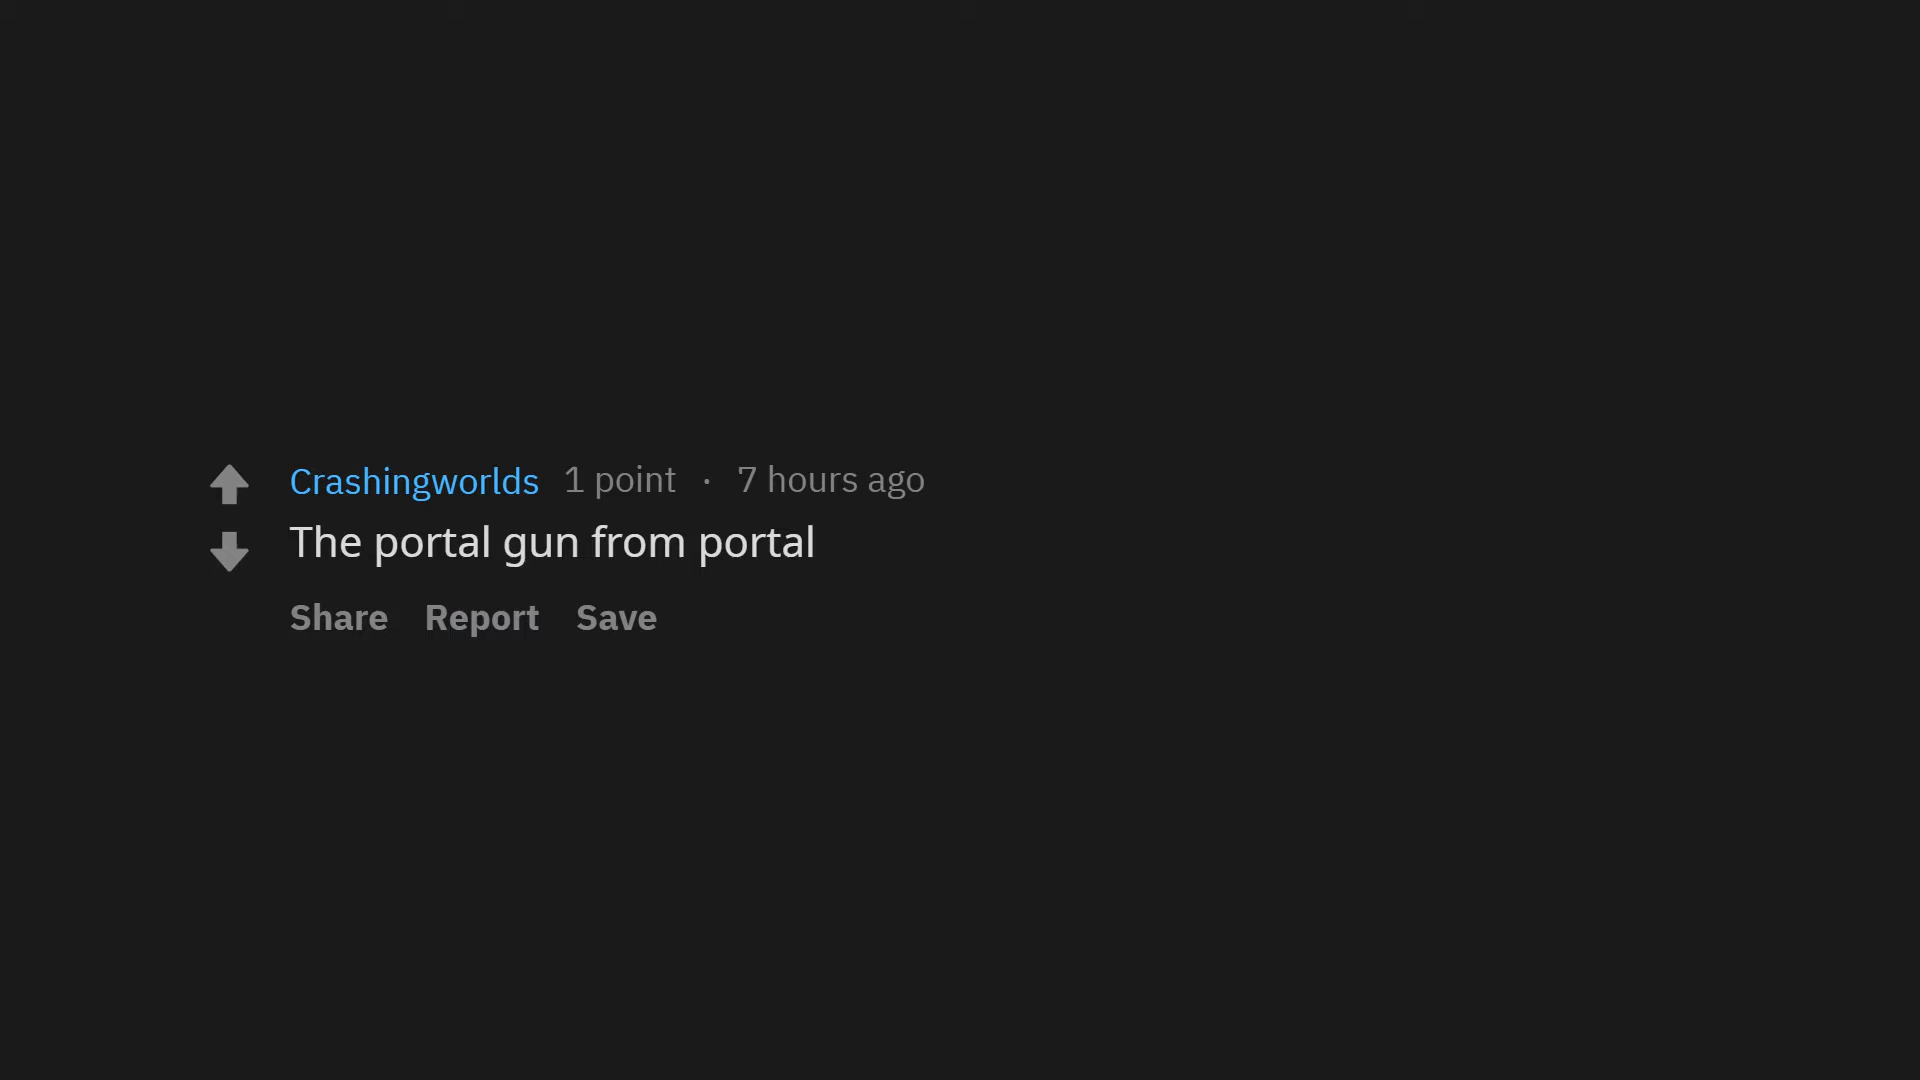 Crashingworlds 1 point · 7 hours ago
The portal gun from portal
Share Report Save